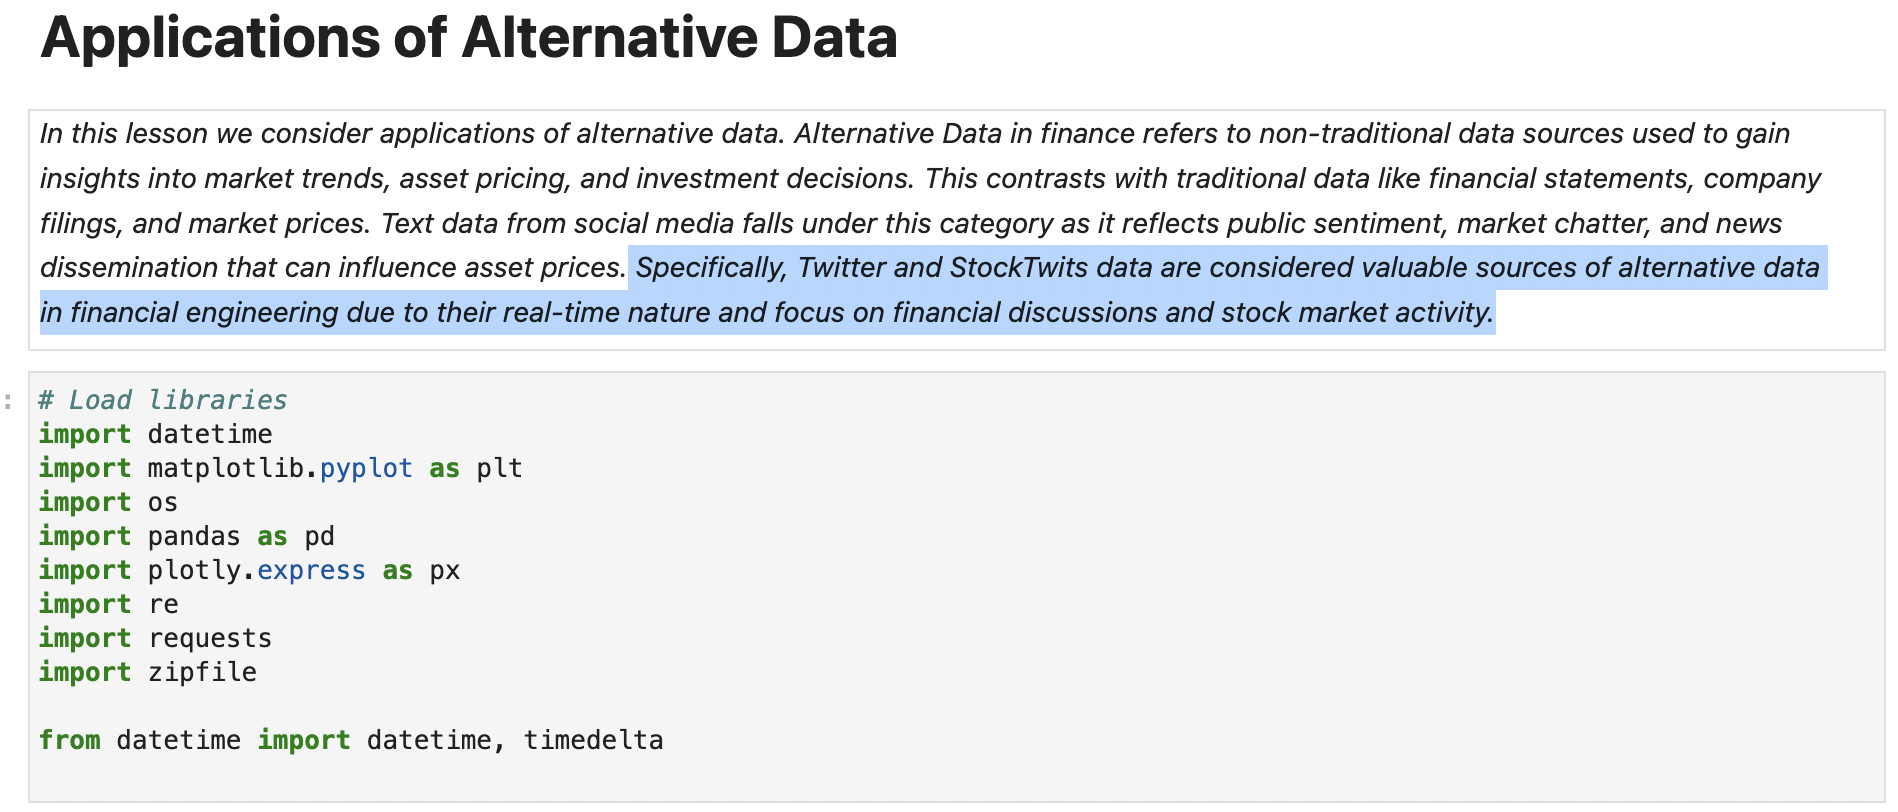 Applications of Alternative Data
In this lesson we consider applications of alternative data. Alternative Data in finance refers to non-traditional data sources used to gain
insights into market trends, asset pricing, and investment decisions. This contrasts with traditional data like financial statements, company
filings, and market prices. Text data from social media falls under this category as it reflects public sentiment, market chatter, and news
dissemination that can influence asset prices. Specifically, Twitter and StockTwits data are considered valuable sources of alternative data
in financial engineering due to their real-time nature and focus on financial discussions and stock market activity.
:
# Load libraries
import datetime
import matplotlib.pyplot as plt
import os
import pandas as pd
import plotly.express as px
import re
import requests
import zipfile
from datetime import datetime, timedelta